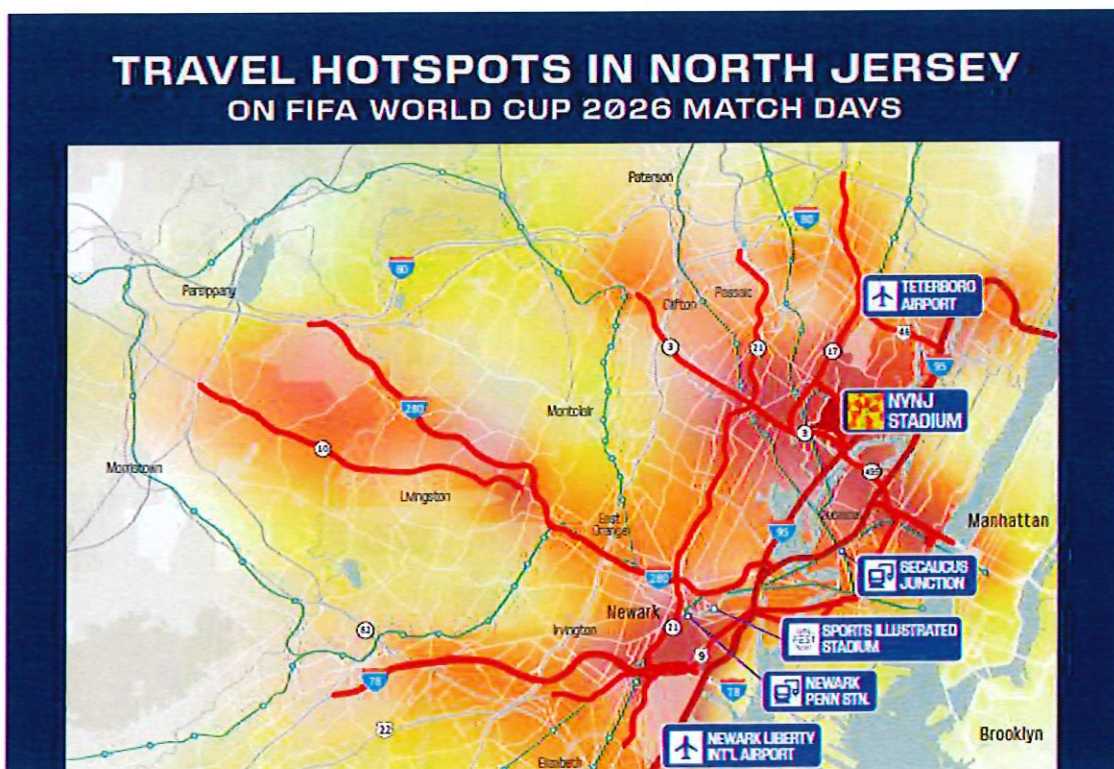 TRAVEL HOTSPOTS IN NORTH JERSEY
ON FIFA WORLD CUP 2026 MATCH DAYS
Paterson
80
80
Parsippany
Clifton
Passaic
TETERBORO
AIRPORT
46
3
21
17
95
280
NYNJ
STADIUM
Montclair
3
10
Morristown
495
Livingston
East
Orange
Manhattan
95
SECAUCUS
JUNCTION
280
Newark
Irvington
21
SPORTS ILLUSTRATED
STADIUM
9
78
78
NEWARK
PENN STN.
22
NEWARK LIBERTY
INT'L AIRPORT
Brooklyn
Elizabeth